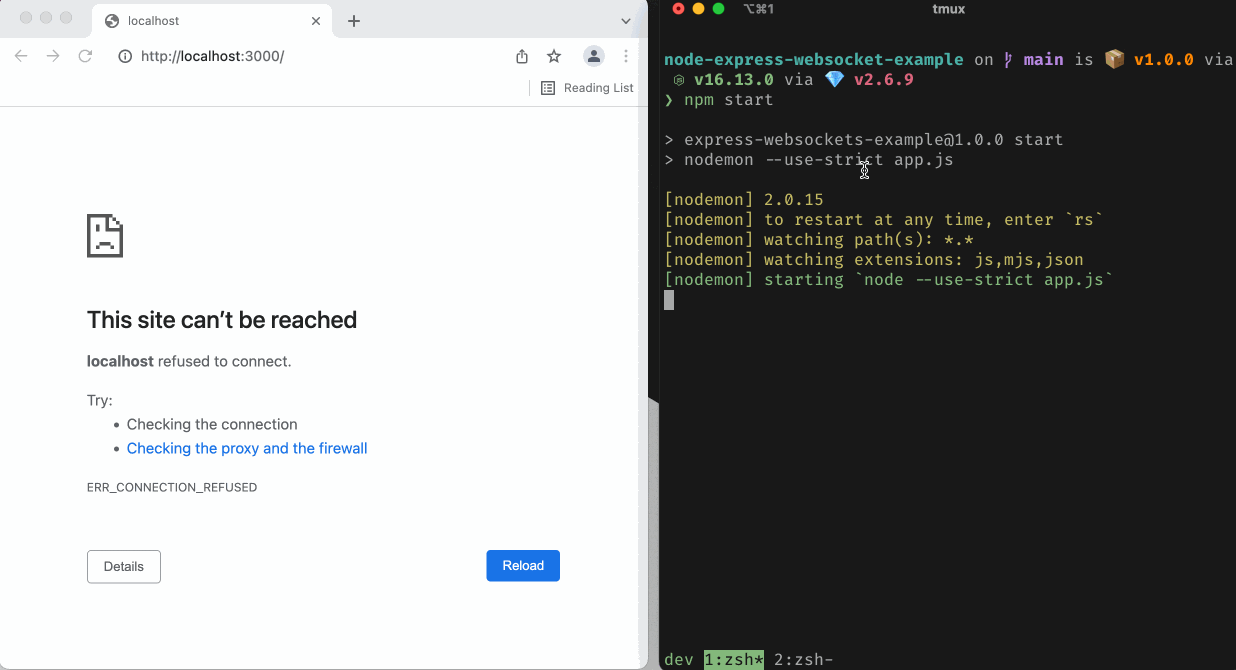 localhost
http://localhost:3000/
Reading List
This site can’t be reached
localhost refused to connect.
Try:
• Checking the connection
• Checking the proxy and the firewall
ERR_CONNECTION_REFUSED
Details
Reload
⌥⌘1
tmux
node-express-websocket-example on main is 📦 v1.0.0 via
v16.13.0 via 💎 v2.6.9
❯ npm start
> express-websockets-example@1.0.0 start
> nodemon --use-strict app.js
[nodemon] 2.0.15
[nodemon] to restart at any time, enter `rs`
[nodemon] watching path(s): *.*
[nodemon] watching extensions: js,mjs,json
[nodemon] starting `node --use-strict app.js`
dev 1:zsh* 2:zsh-